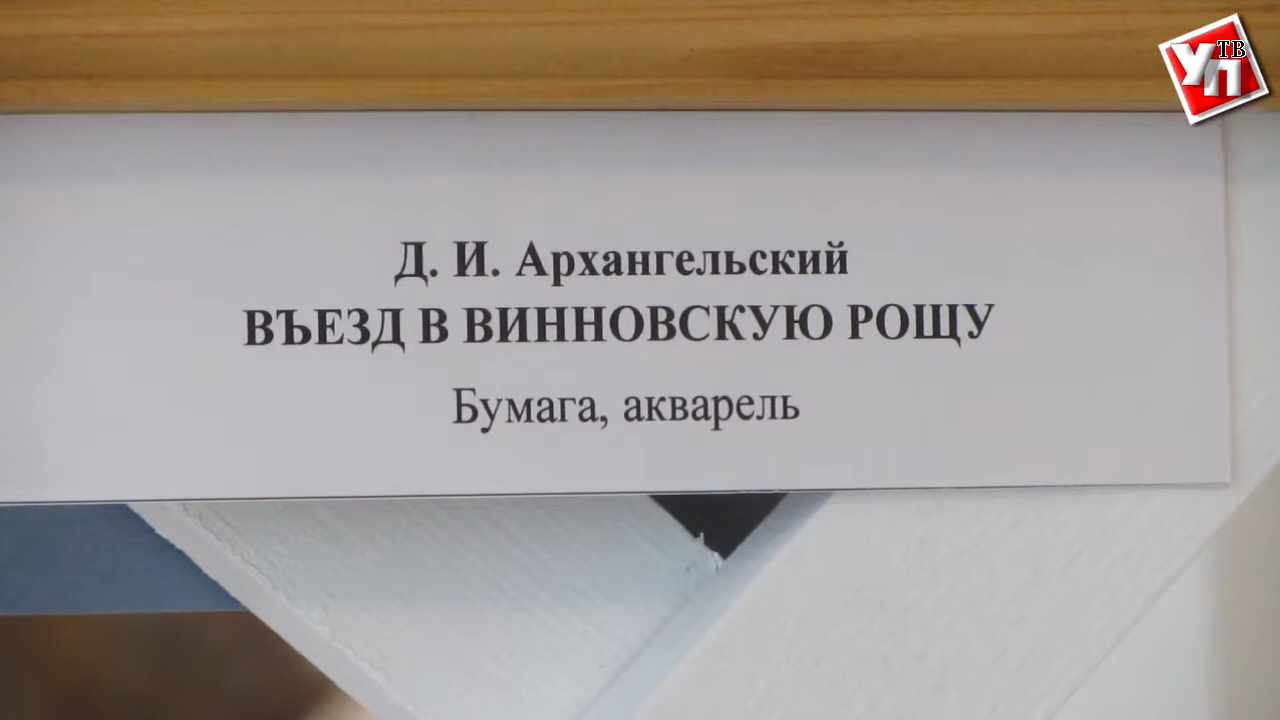 УП
ТВ
Д. И. Архангельский
ВЪЕЗД В ВИННОВСКУЮ РОЩУ
Бумага, акварель